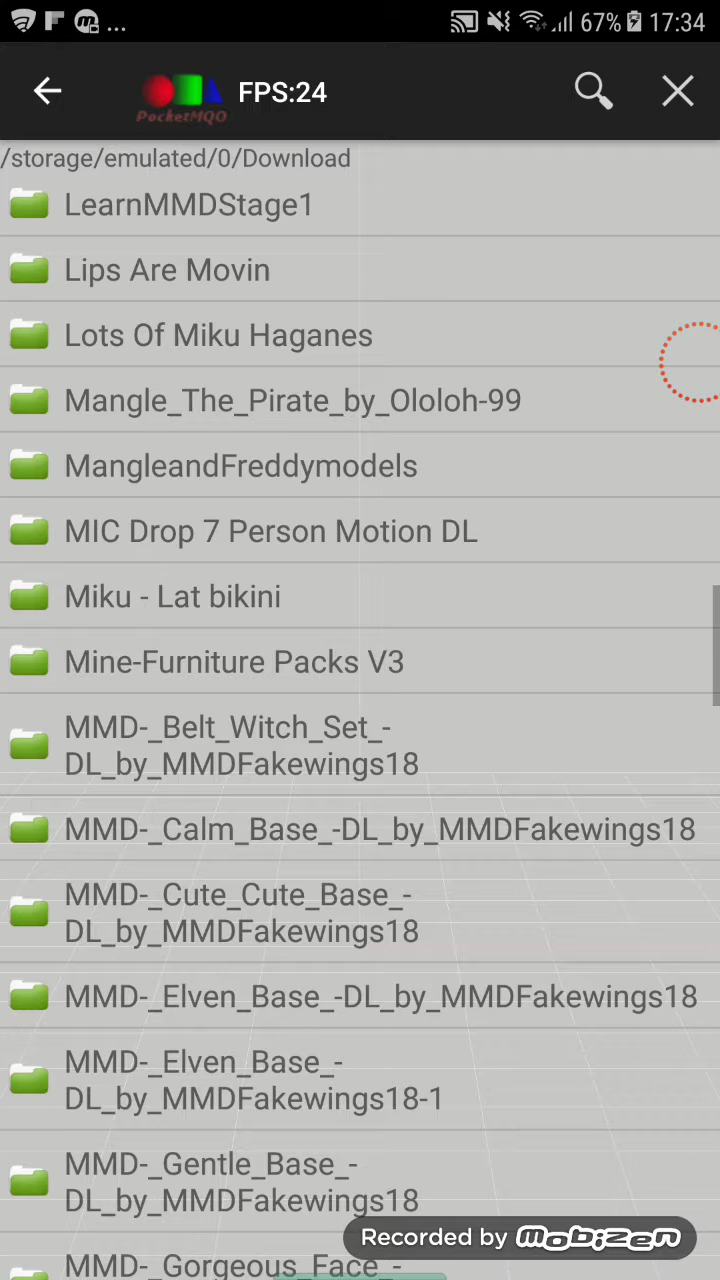 67% 17:34
PocketMQO FPS:24
/storage/emulated/0/Download
LearnMMDStage1
Lips Are Movin
Lots Of Miku Haganes
Mangle_The_Pirate_by_Ololoh-99
MangleandFreddymodels
MIC Drop 7 Person Motion DL
Miku - Lat bikini
Mine-Furniture Packs V3
MMD-_Belt_Witch_Set_-
DL_by_MMDFakewings18
MMD-_Calm_Base_-DL_by_MMDFakewings18
MMD-_Cute_Cute_Base_-
DL_by_MMDFakewings18
MMD-_Elven_Base_-DL_by_MMDFakewings18
MMD-_Elven_Base_-
DL_by_MMDFakewings18-1
MMD-_Gentle_Base_-
DL_by_MMDFakewings18
Recorded by Mobizen
MMD-_Gorgeous_Face_-